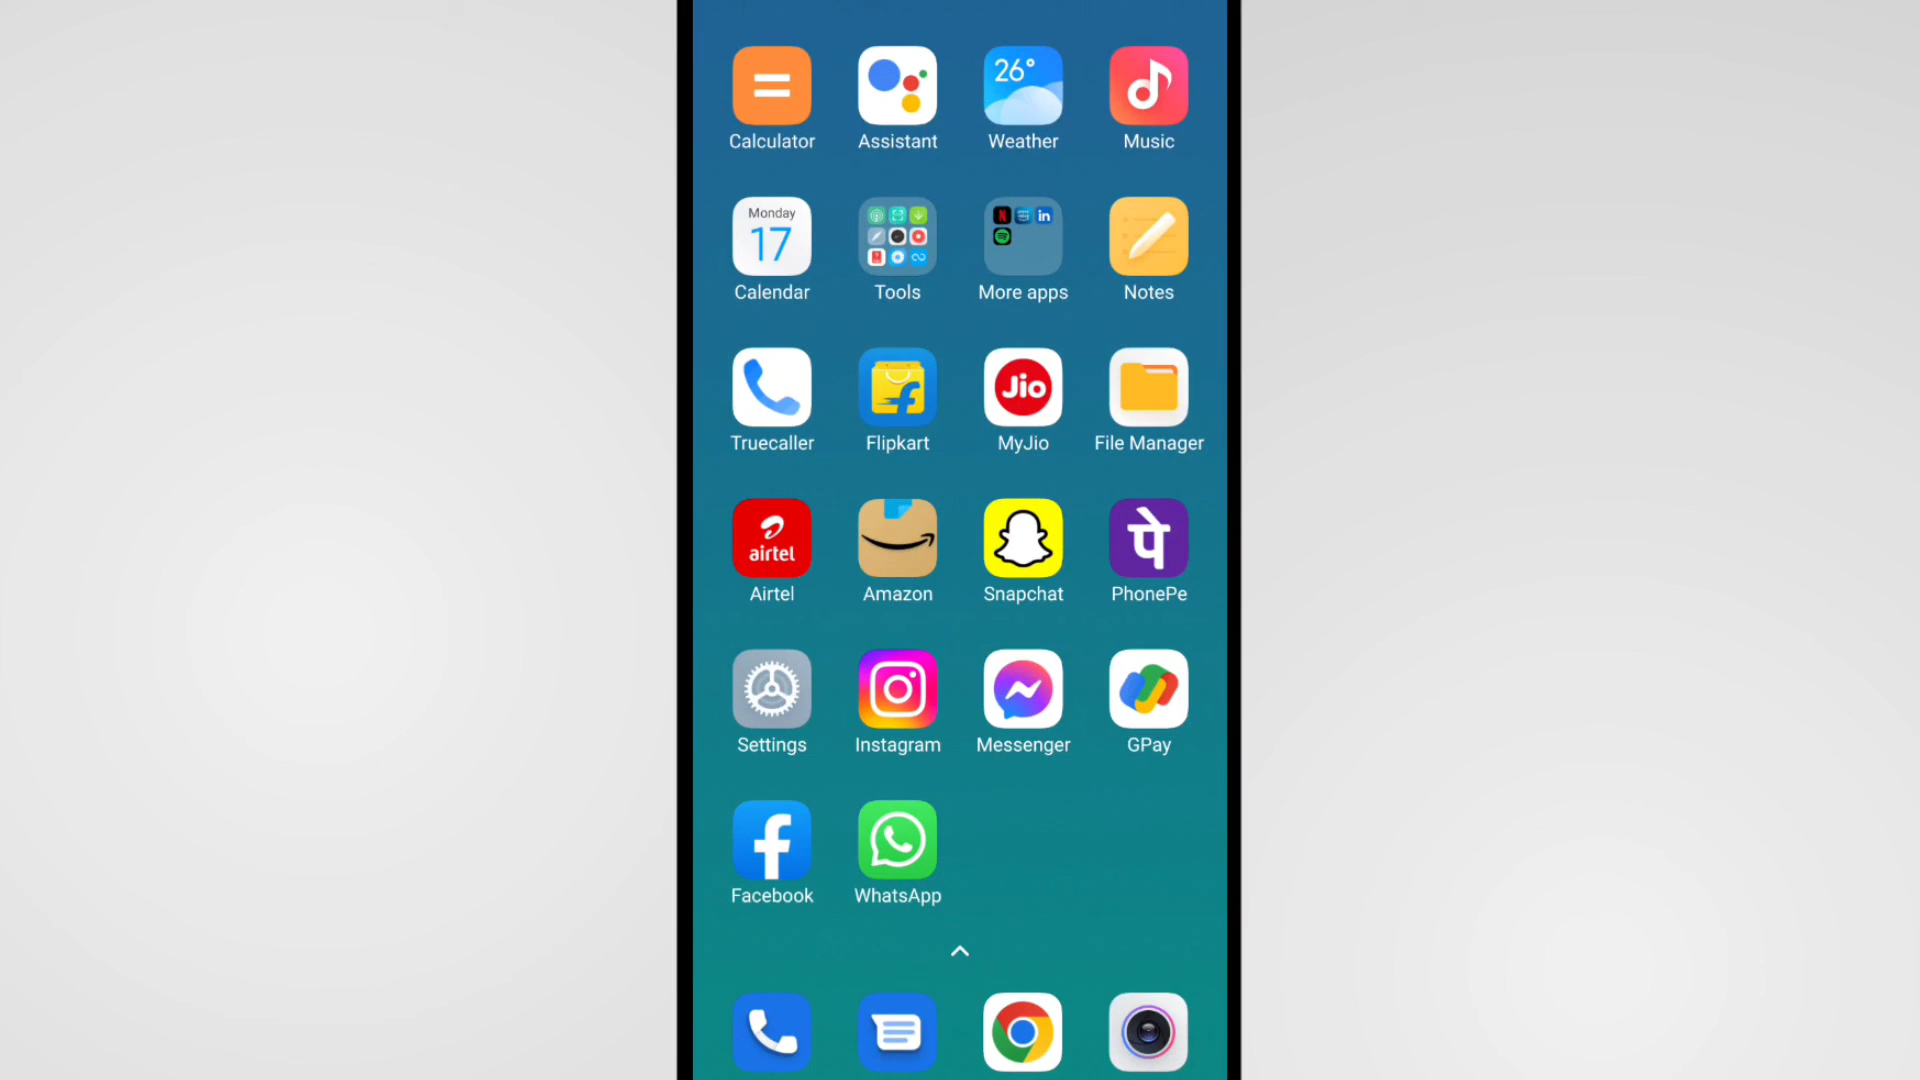 26°
Calculator Assistant Weather Music
Monday
17
in
Calendar Tools More apps Notes
Jio
Truecaller Flipkart MyJio File Manager
airtel
पे
Airtel Amazon Snapchat PhonePe
Settings Instagram Messenger GPay
Facebook WhatsApp